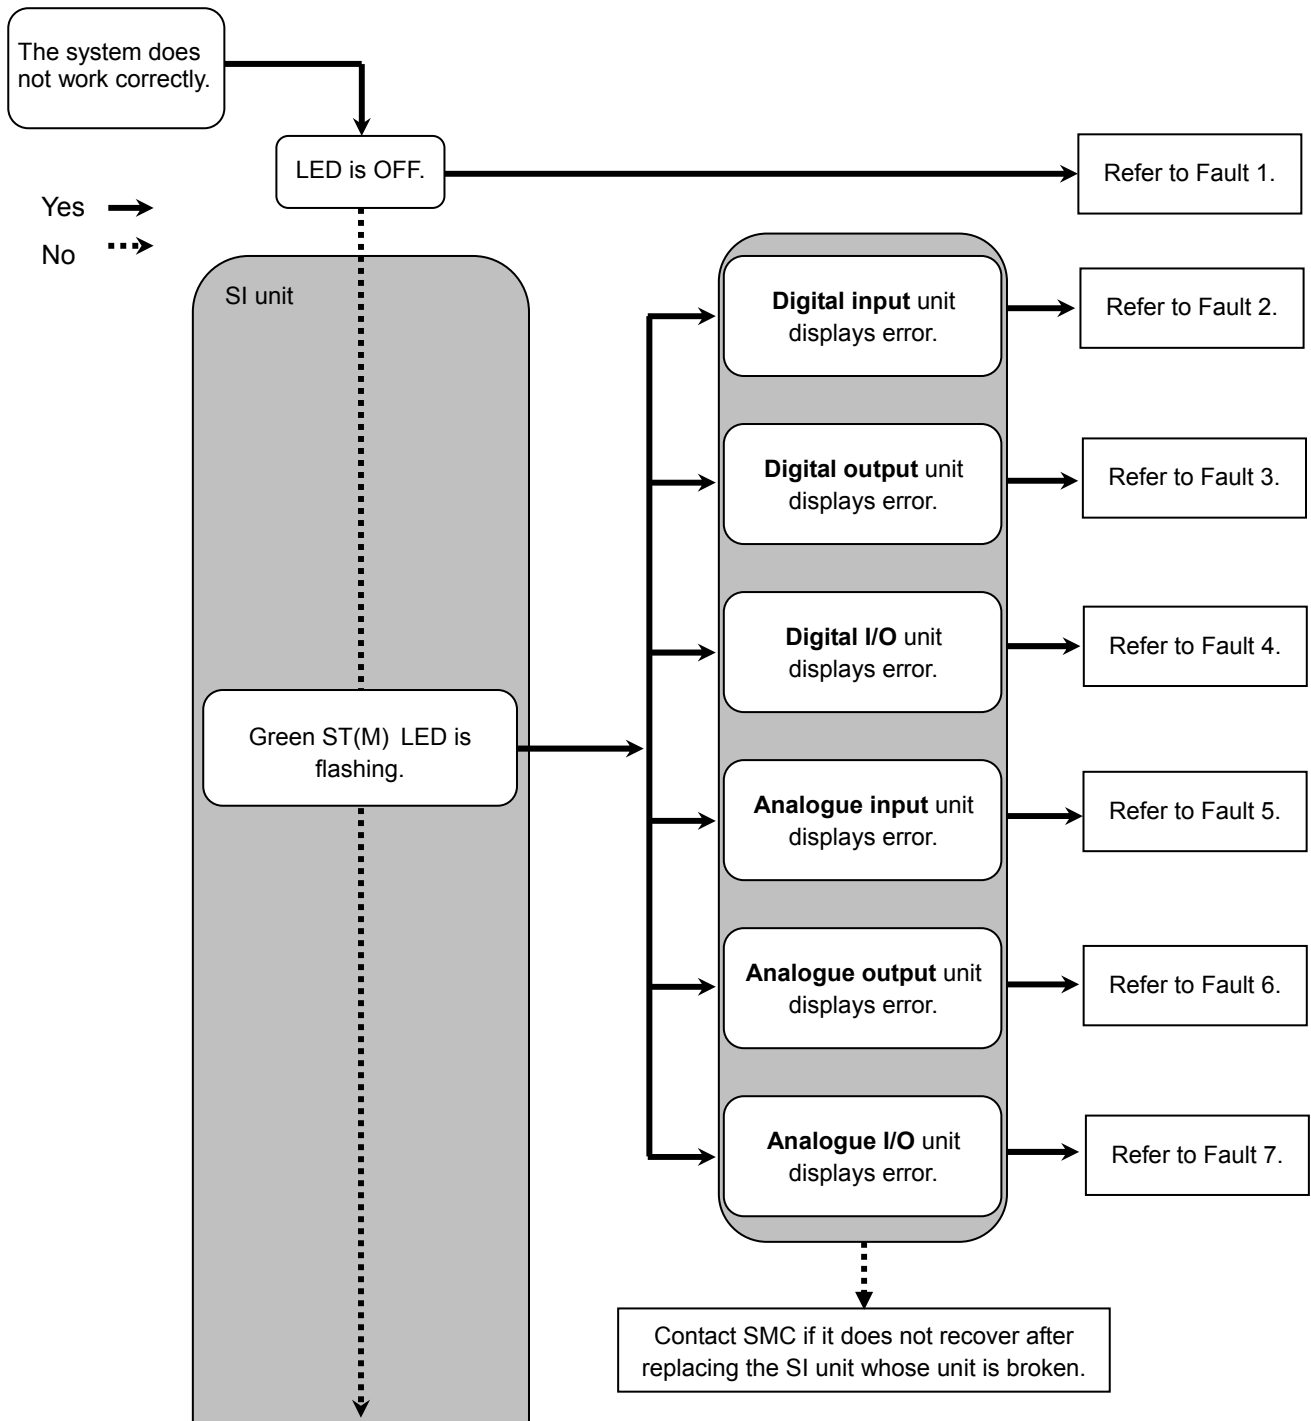 The system does
not work correctly.
LED is OFF.
Refer to Fault 1.
Yes
No
SI unit
Digital input unit
displays error.
Refer to Fault 2.
Digital output unit
displays error.
Refer to Fault 3.
Digital I/O unit
displays error.
Refer to Fault 4.
Green ST(M) LED is
flashing.
Analogue input unit
displays error.
Refer to Fault 5.
Analogue output unit
displays error.
Refer to Fault 6.
Analogue I/O unit
displays error.
Refer to Fault 7.
Contact SMC if it does not recover after
replacing the SI unit whose unit is broken.